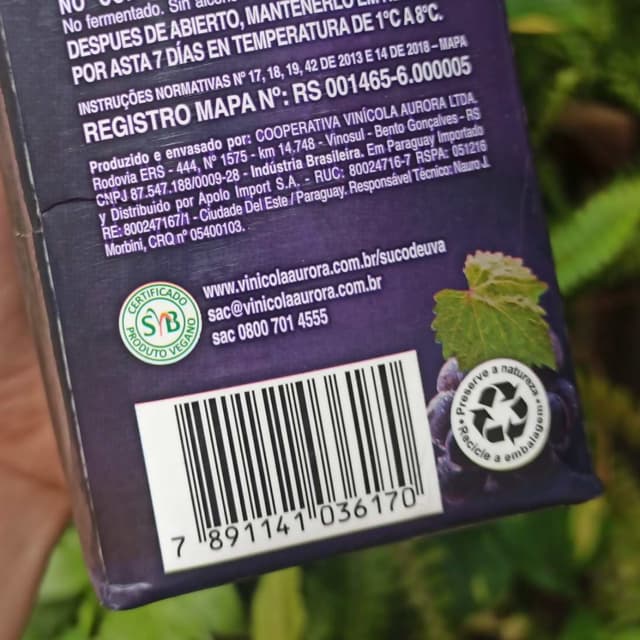 No fermentado. Sin alcohol
DESPUES DE ABIERTO, MANTENERLO EN
POR ASTA 7 DÍAS EN TEMPERATURA DE 1°C A 8°C.
INSTRUÇÕES NORMATIVAS Nº 17, 18, 19, 42 DE 2013 E 14 DE 2018 – MAPA
REGISTRO MAPA Nº: RS 001465-6.000005
Produzido e envasado por: COOPERATIVA VINÍCOLA AURORA LTDA.
Rodovia ERS - 444, Nº 1575 - km 14.748 - Vinosul - Bento Gonçalves - RS
CNPJ 87.547.188/0009-28 - Indústria Brasileira. Em Paraguay Importado
y Distribuido por Apolo Import S.A. - RUC: 80024716-7 RSPA: 051216
RE: 800247167/1 - Ciudade Del Este / Paraguay. Responsável Técnico: Nauro J.
Morbini, CRQ nº 05400103.
www.vinicolaaurora.com.br/sucodeuva
sac@vinicolaaurora.com.br
sac 0800 701 4555
CERTIFICADO
SVB
PRODUTO VEGANO
Preserve a natureza
Recicle a embalagem
7 891141 036170